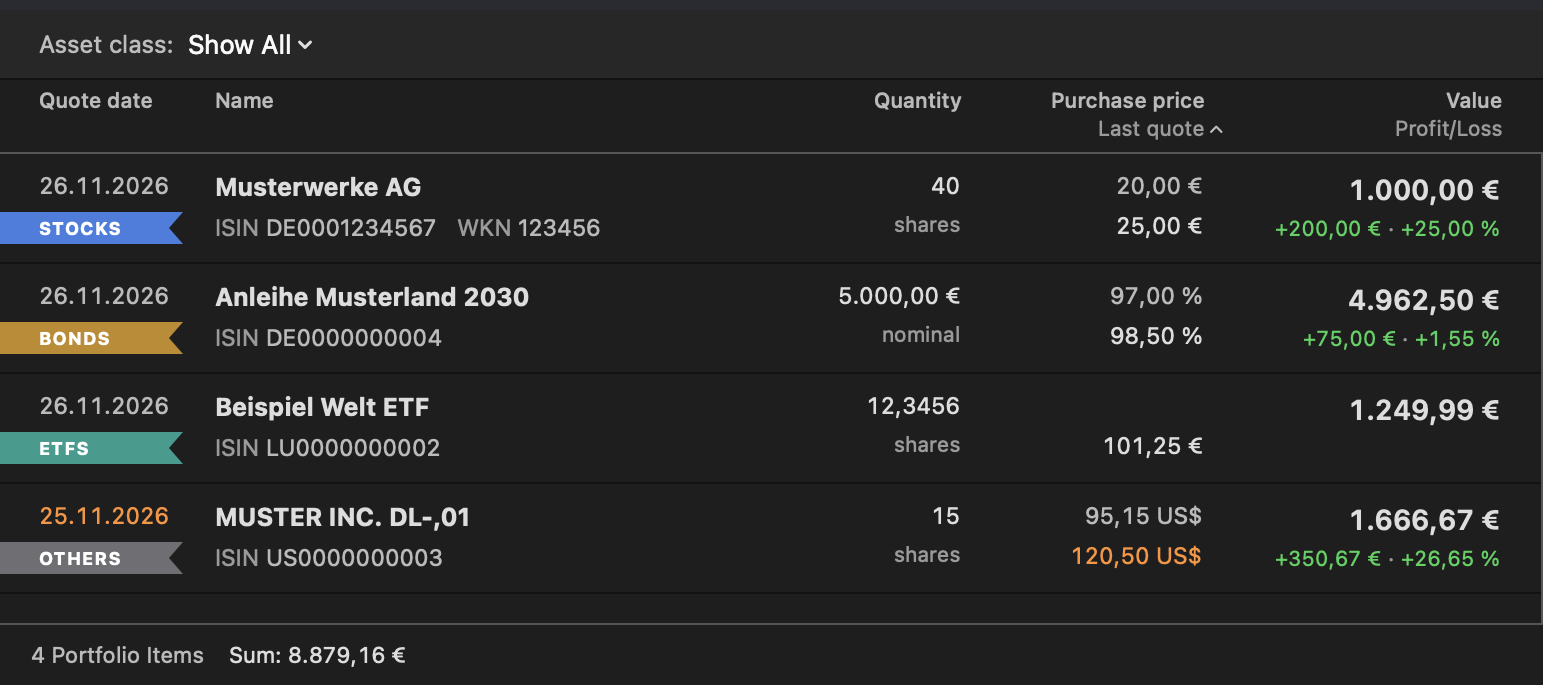 Asset class: Show All
Quote date Name Quantity Purchase price Value
Last quote Profit/Loss
26.11.2026 Musterwerke AG 40 20,00 € 1.000,00 €
STOCKS ISIN DE0001234567 WKN 123456 shares 25,00 € +200,00 € · +25,00 %
26.11.2026 Anleihe Musterland 2030 5.000,00 € 97,00 % 4.962,50 €
BONDS ISIN DE0000000004 nominal 98,50 % +75,00 € · +1,55 %
26.11.2026 Beispiel Welt ETF 12,3456 1.249,99 €
ETFS ISIN LU0000000002 shares 101,25 €
25.11.2026 MUSTER INC. DL-,01 15 95,15 US$ 1.666,67 €
OTHERS ISIN US0000000003 shares 120,50 US$ +350,67 € · +26,65 %
4 Portfolio Items Sum: 8.879,16 €